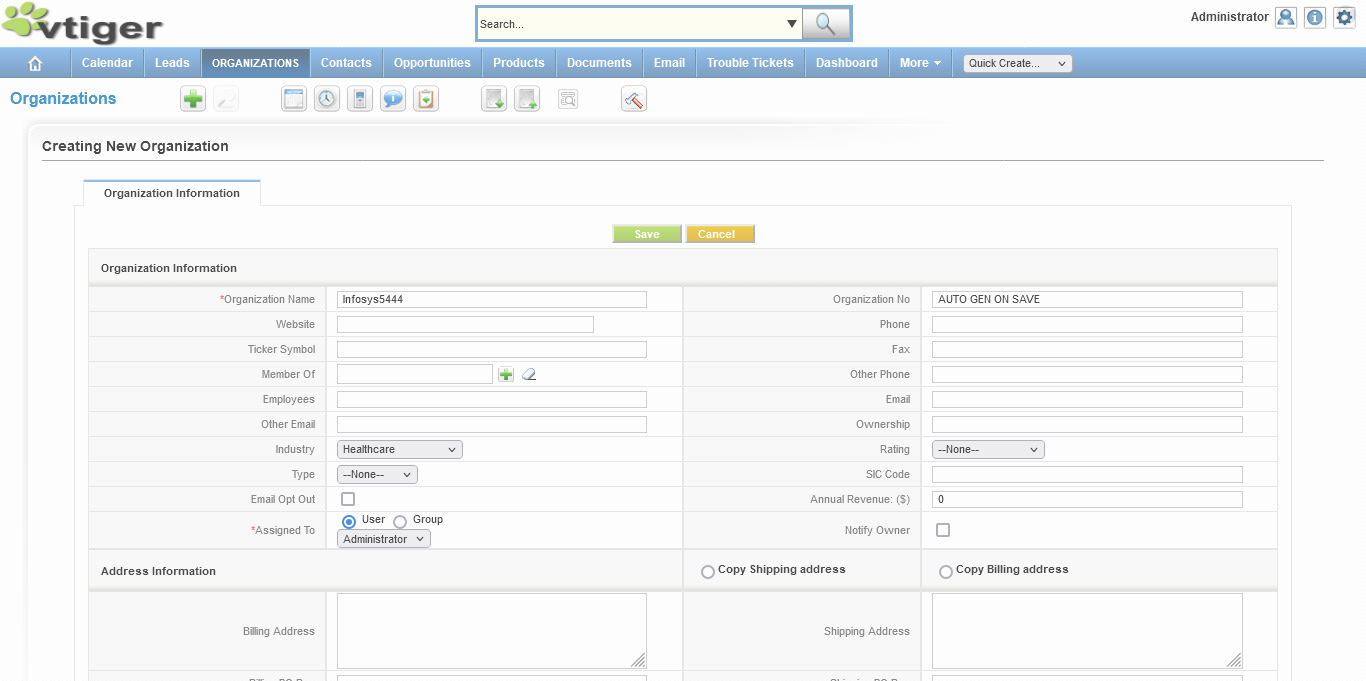 vtiger
Search...
Administrator
Calendar Leads ORGANIZATIONS Contacts Opportunities Products Documents Email Trouble Tickets Dashboard More Quick Create...
Organizations
Creating New Organization
Organization Information
Save Cancel
Organization Information
*Organization Name Infosys5444 Organization No AUTO GEN ON SAVE
Website Phone
Ticker Symbol Fax
Member Of Other Phone
Employees Email
Other Email Ownership
Industry Healthcare Rating --None--
Type --None-- SIC Code
Email Opt Out Annual Revenue: ($) 0
*Assigned To User Group Administrator Notify Owner
Address Information Copy Shipping address Copy Billing address
Billing Address Shipping Address